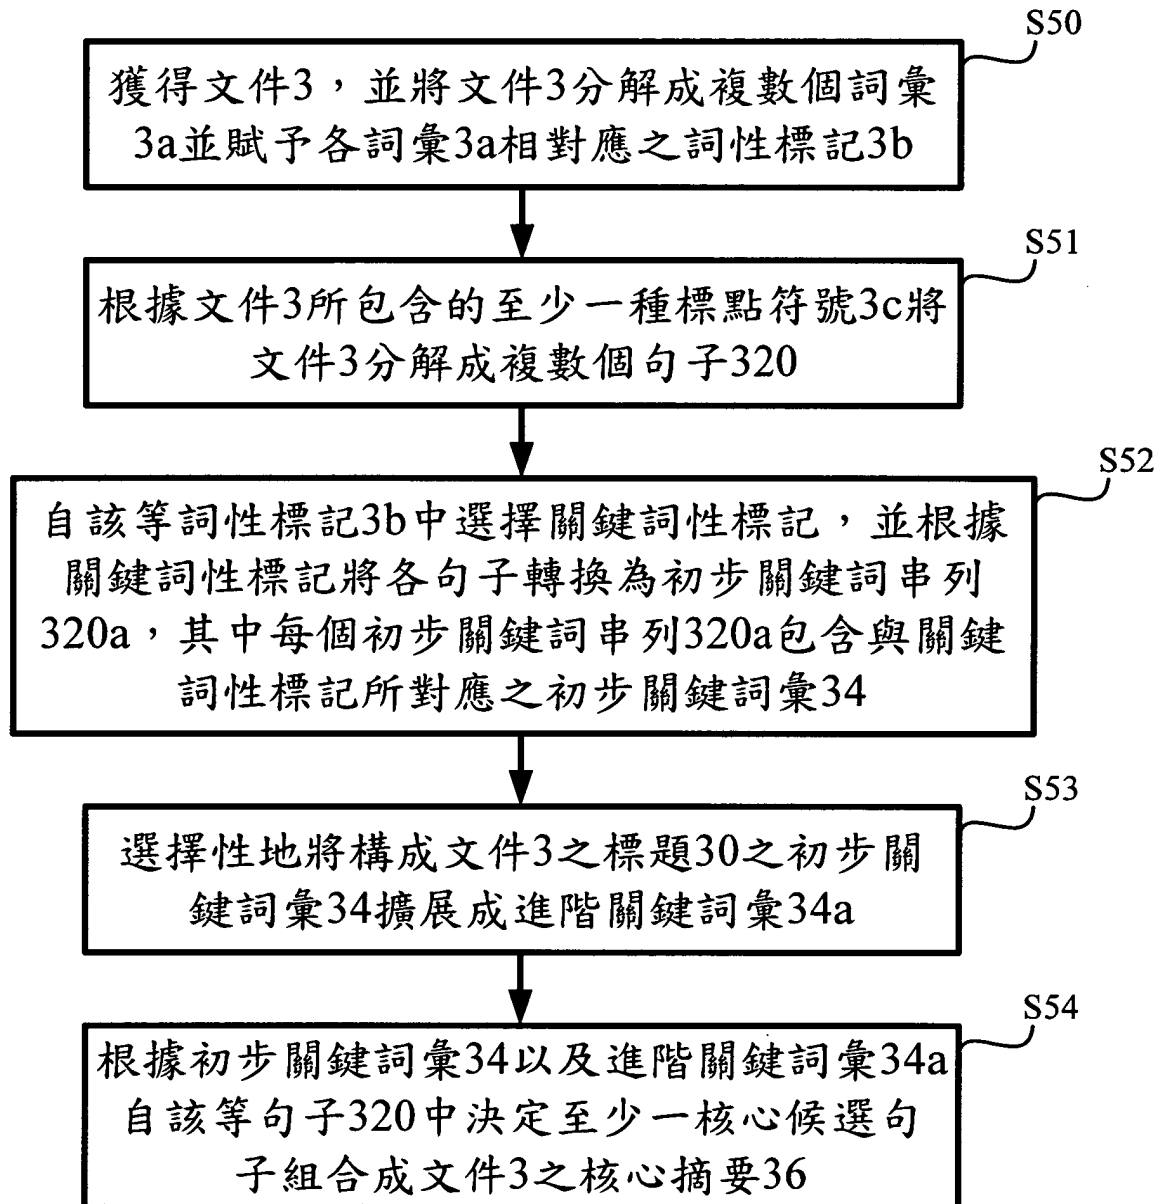 S50
獲得文件3，並將文件3分解成複數個詞彙
3a並賦予各詞彙3a相對應之詞性標記3b
S51
根據文件3所包含的至少一種標點符號3c將
文件3分解成複數個句子320
S52
自該等詞性標記3b中選擇關鍵詞性標記，並根據
關鍵詞性標記將各句子轉換為初步關鍵詞串列
320a，其中每個初步關鍵詞串列320a包含與關鍵
詞性標記所對應之初步關鍵詞彙34
S53
選擇性地將構成文件3之標題30之初步關
鍵詞彙34擴展成進階關鍵詞彙34a
S54
根據初步關鍵詞彙34以及進階關鍵詞彙34a
自該等句子320中決定至少一核心候選句
子組合成文件3之核心摘要36